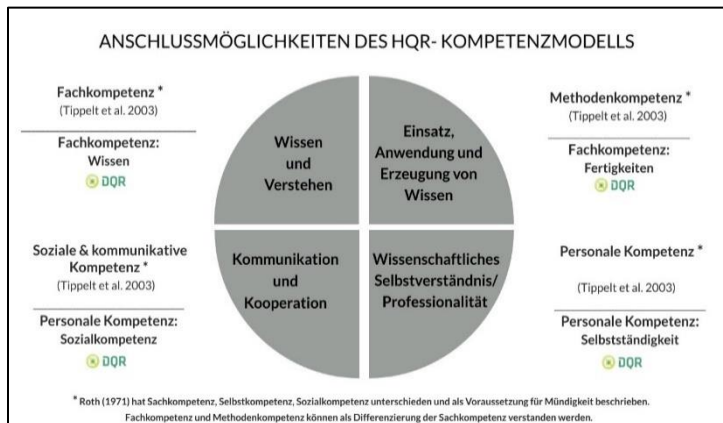 ANSCHLUSSMÖGLICHKEITEN DES HQR- KOMPETENZMODELLS
Fachkompetenz *
(Tippelt et al. 2003)
Fachkompetenz:
Wissen
DQR
Wissen
und
Verstehen
Einsatz,
Anwendung und
Erzeugung von
Wissen
Methodenkompetenz *
(Tippelt et al. 2003)
Fachkompetenz:
Fertigkeiten
DQR
Soziale & kommunikative
Kompetenz *
(Tippelt et al. 2003)
Personale Kompetenz:
Sozialkompetenz
DQR
Kommunikation
und
Kooperation
Wissenschaftliches
Selbstverständnis/
Professionalität
Personale Kompetenz *
(Tippelt et al. 2003)
Personale Kompetenz:
Selbstständigkeit
DQR
* Roth (1971) hat Sachkompetenz, Selbstkompetenz, Sozialkompetenz unterschieden und als Voraussetzung für Mündigkeit beschrieben.
Fachkompetenz und Methodenkompetenz können als Differenzierung der Sachkompetenz verstanden werden.